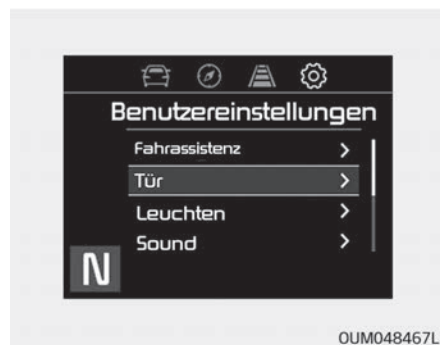 Benutzereinstellungen
Fahrassistenz
Tür
Leuchten
Sound
N
OUM048467L